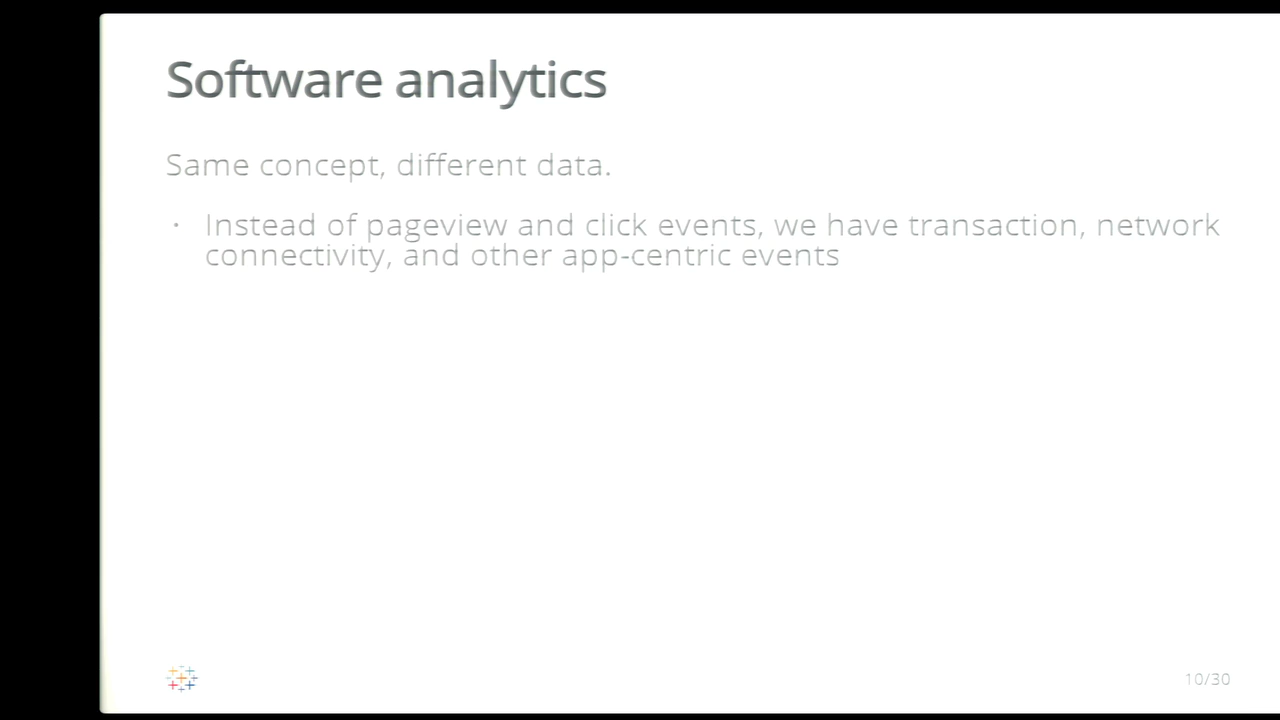 Software analytics
Same concept, different data.
· Instead of pageview and click events, we have transaction, network
connectivity, and other app-centric events
10/30